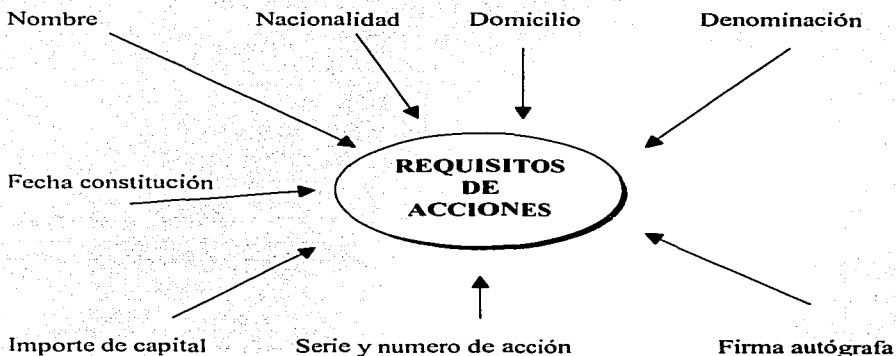 Nombre
Nacionalidad
Domicilio
Denominación
REQUISITOS
DE
ACCIONES
Fecha constitución
Importe de capital
Serie y numero de acción
Firma autógrafa